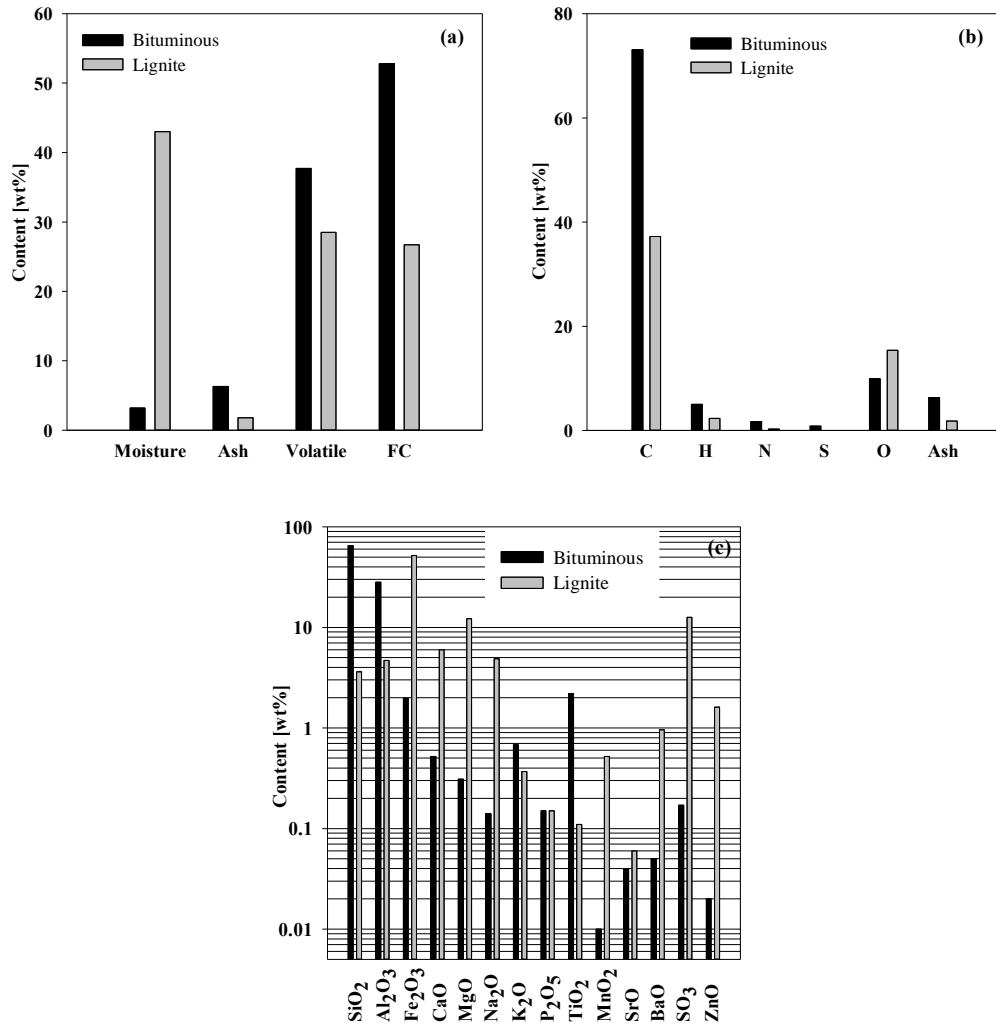 (a)
Bituminous
Lignite
Content [wt%]
60
50
40
30
20
10
0
Moisture Ash Volatile FC
(b)
Bituminous
Lignite
Content [wt%]
80
60
40
20
0
C H N S O Ash
(c)
Bituminous
Lignite
Content [wt%]
100
10
1
0.1
0.01
SiO2 Al2O3 Fe2O3 CaO MgO Na2O K2O P2O5 TiO2 MnO2 SrO BaO SO3 ZnO